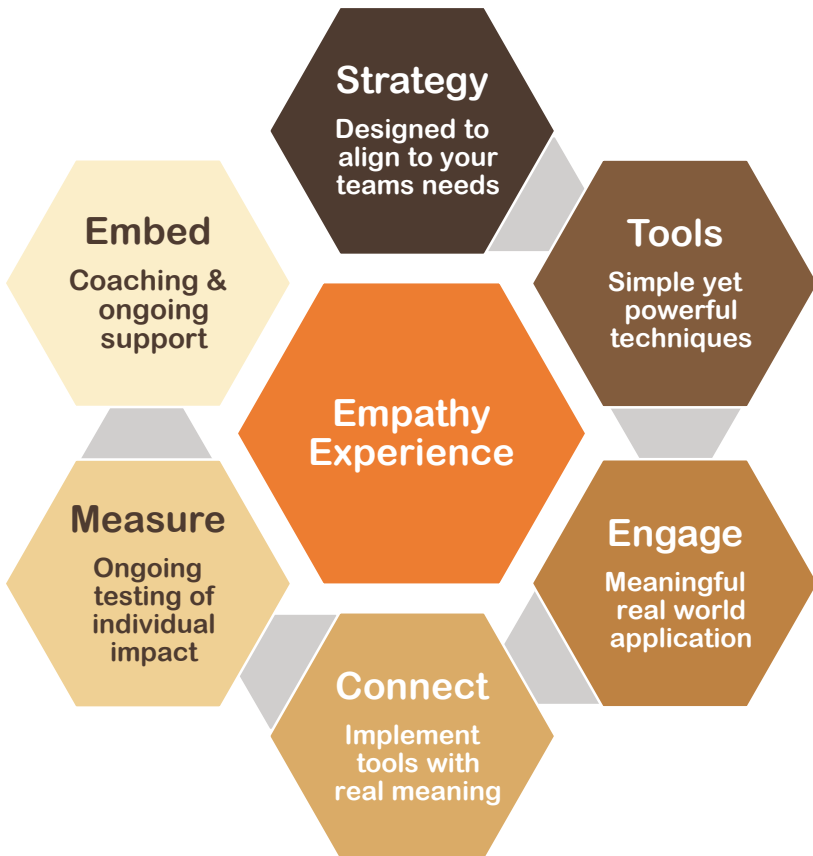 Strategy
Designed to
align to your
teams needs
Tools
Simple yet
powerful
techniques
Engage
Meaningful
real world
application
Connect
Implement
tools with
real meaning
Measure
Ongoing
testing of
individual
impact
Embed
Coaching &
ongoing
support
Empathy
Experience